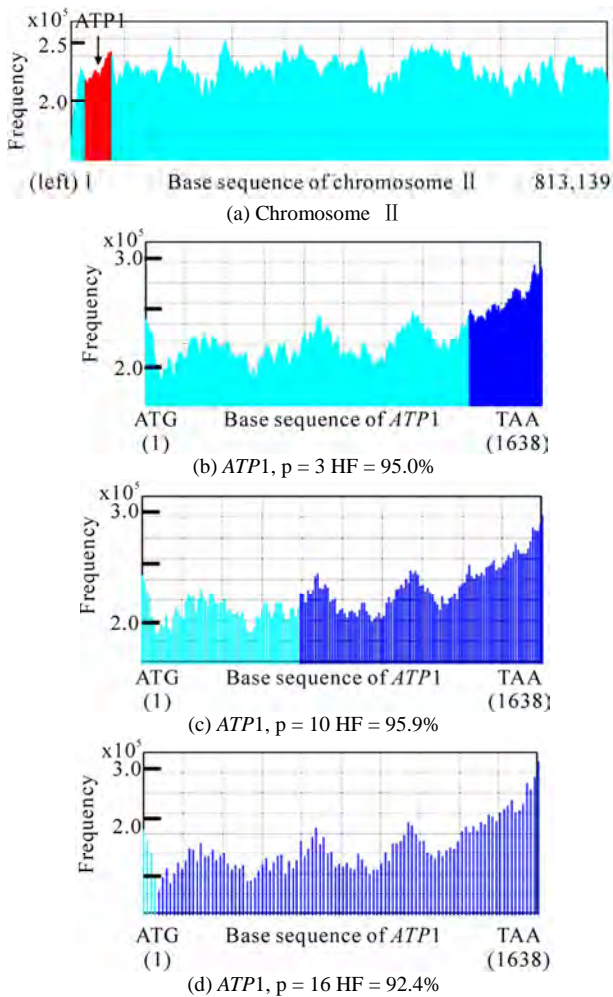 x10⁵
ATP1
2.5
2.0
Frequency
(left) 1 Base sequence of chromosome II 813,139
(a) Chromosome Ⅱ
x10⁵
3.0
2.0
Frequency
ATG Base sequence of ATP1 TAA
(1) (1638)
(b) ATP1, p = 3 HF = 95.0%
x10⁵
3.0
2.0
Frequency
ATG Base sequence of ATP1 TAA
(1) (1638)
(c) ATP1, p = 10 HF = 95.9%
x10⁵
3.0
2.0
Frequency
ATG Base sequence of ATP1 TAA
(1) (1638)
(d) ATP1, p = 16 HF = 92.4%